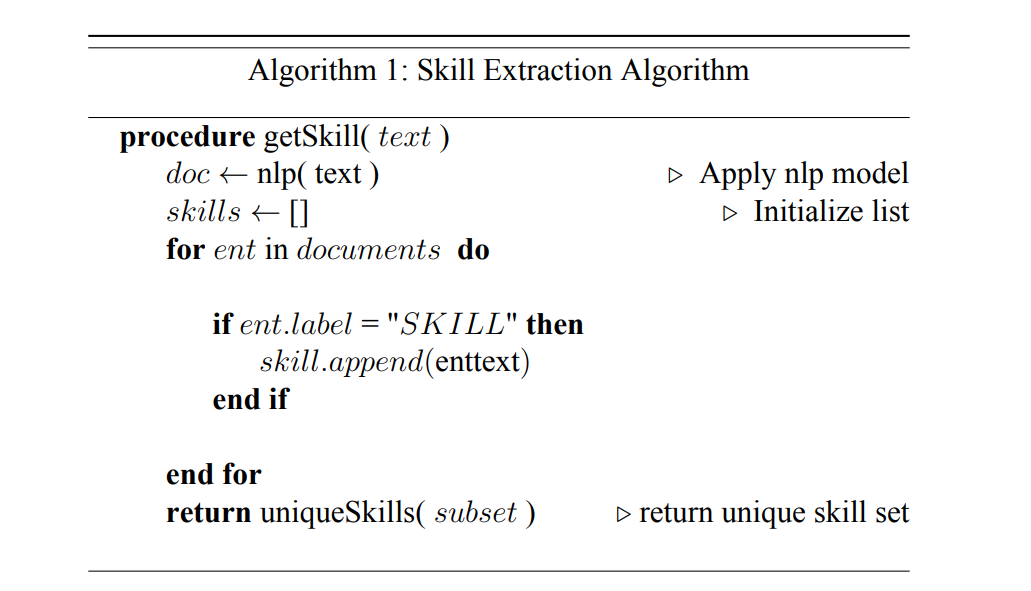 Algorithm 1: Skill Extraction Algorithm
procedure getSkill( text )
doc ← nlp( text ) ▷ Apply nlp model
skills ← [] ▷ Initialize list
for ent in documents do
if ent.label = "SKILL" then
skill.append(enttext)
end if
end for
return uniqueSkills( subset ) ▷ return unique skill set